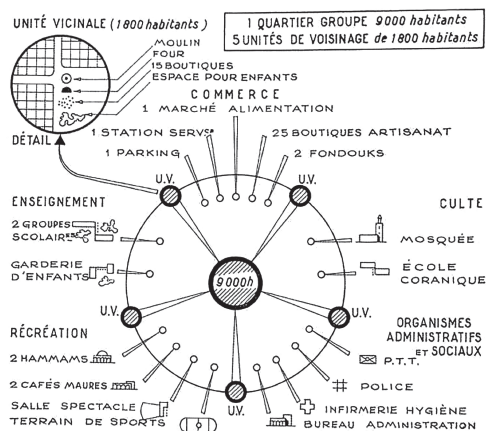 UNITÉ VICINALE (1800 habitants)
1 QUARTIER GROUPE 9000 habitants
5 UNITÉS DE VOISINAGE de 1800 habitants
MOULIN
FOUR
15 BOUTIQUES
ESPACE POUR ENFANTS
DÉTAIL
COMMERCE
1 MARCHÉ ALIMENTATION
1 STATION SERVCE
25 BOUTIQUES ARTISANAT
1 PARKING
2 FONDOUKS
U.V.
U.V.
ENSEIGNEMENT
CULTE
2 GROUPES
SCOLAIRES
MOSQUÉE
GARDERIE
D'ENFANTS
ÉCOLE
CORANIQUE
9000h
U.V.
U.V.
RÉCRÉATION
ORGANISMES
ADMINISTRATIFS
ET SOCIAUX
2 HAMMAMS
P.T.T.
2 CAFÉS MAURES
POLICE
SALLE SPECTACLE
TERRAIN DE SPORTS
U.V.
INFIRMERIE HYGIÈNE
BUREAU ADMINISTRATION